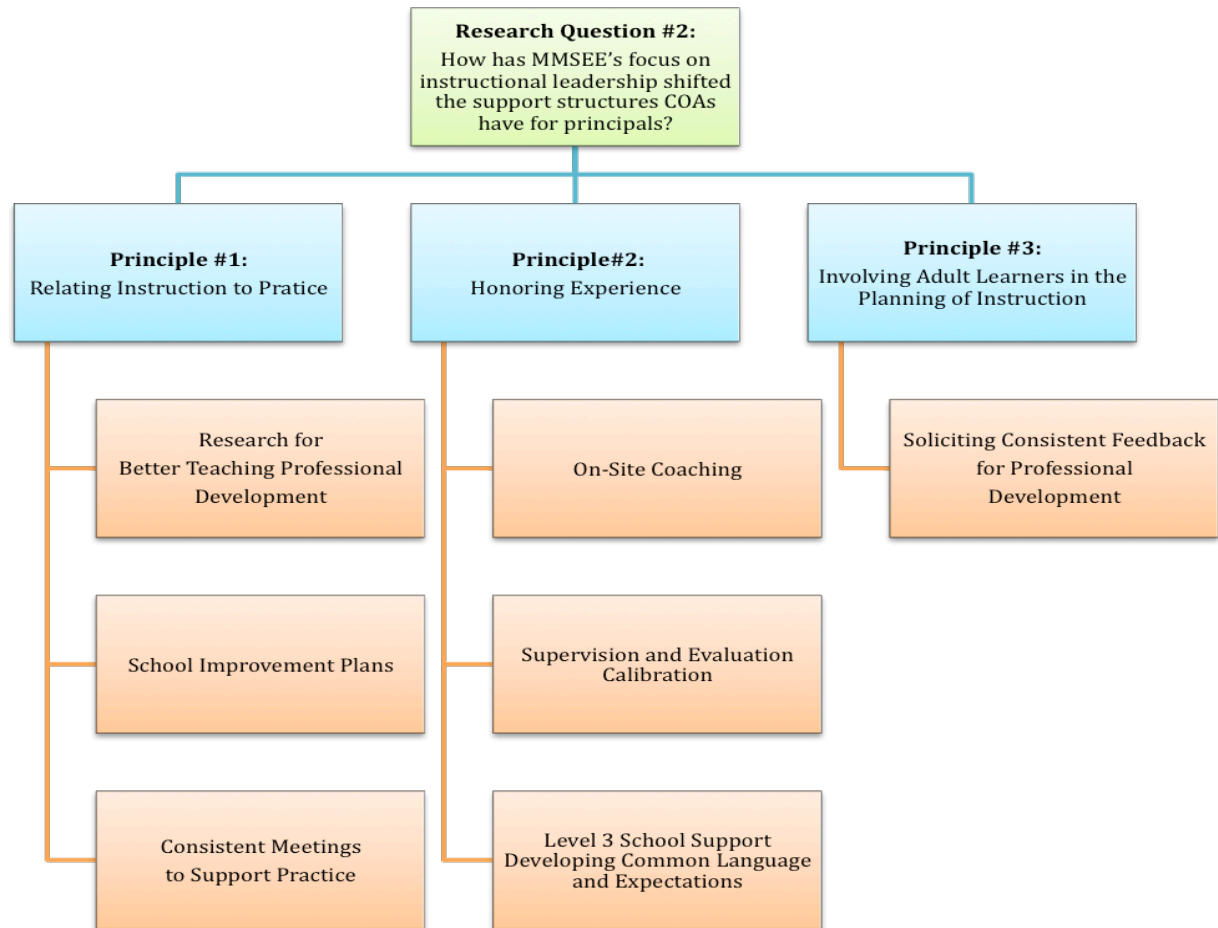 Research Question #2:
How has MMSEE's focus on
instructional leadership shifted
the support structures COAs
have for principals?
Principle #1:
Relating Instruction to Pratice
Principle#2:
Honoring Experience
Principle #3:
Involving Adult Learners in the
Planning of Instruction
Research for
Better Teaching Professional
Development
On-Site Coaching
Soliciting Consistent Feedback
for Professional
Development
School Improvement Plans
Supervision and Evaluation
Calibration
Consistent Meetings
to Support Practice
Level 3 School Support
Developing Common Language
and Expectations